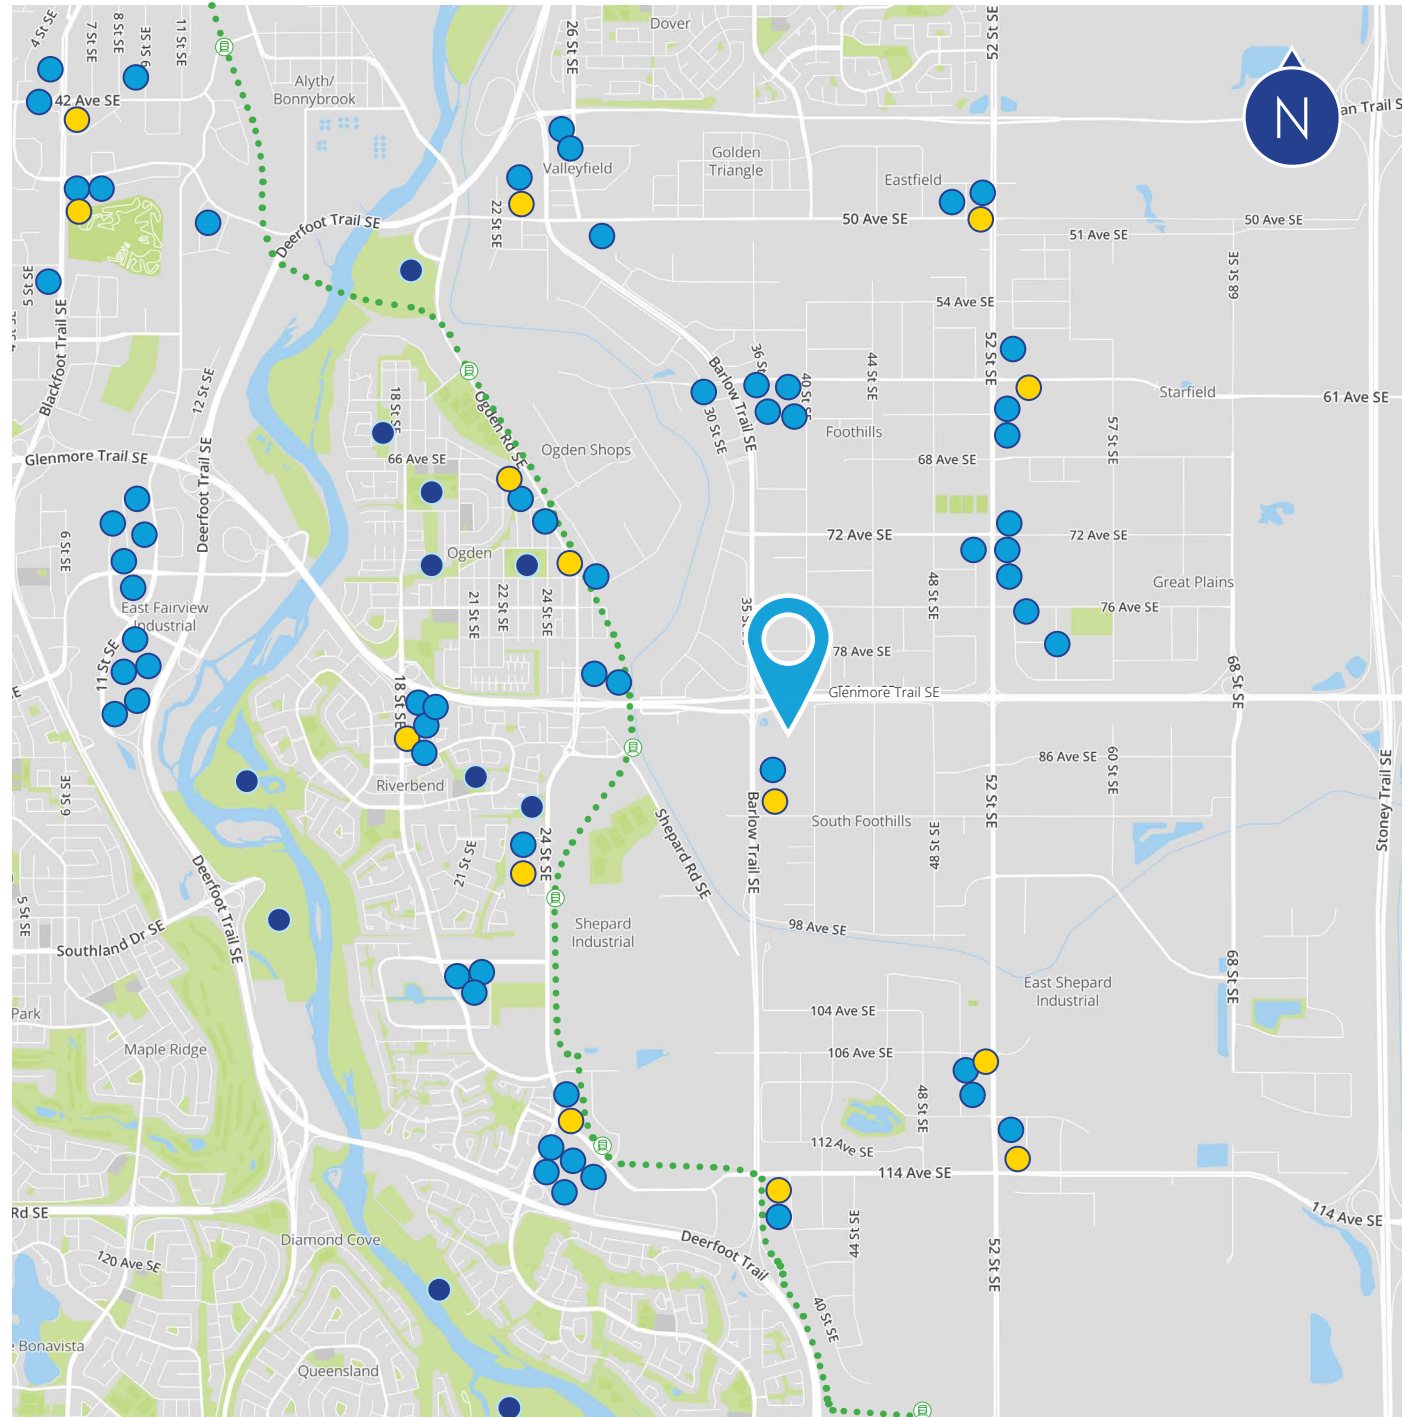 4 St SE
7 St SE
8 St SE
9 St SE
11 St SE
26 St SE
Dover
52 St SE
Alyth/
Bonnybrook
42 Ave SE
N
an Trail S
Valleyfield
Golden
Triangle
Eastfield
22 St SE
50 Ave SE
50 Ave SE
51 Ave SE
Deerfoot Trail SE
5 St SE
68 St SE
54 Ave SE
Blackfoot Trail SE
12 St SE
18 St SE
Ogden Rd SE
Barlow Trail SE
36 St
40 St SE
44 St SE
52 St SE
Starfield
61 Ave SE
30 St SE
Foothills
57 St SE
Ogden Shops
Glenmore Trail SE
66 Ave SE
68 Ave SE
Deerfoot Trail SE
6 St SE
72 Ave SE
72 Ave SE
Ogden
48 St SE
Great Plains
21 St SE
22 St SE
24 St SE
76 Ave SE
East Fairview
Industrial
11 St SE
78 Ave SE
Glenmore Trail SE
18 St SE
68 St SE
86 Ave SE
60 St SE
Stoney Trail SE
9 St SE
Riverbend
Barlow Trail SE
South Foothills
52 St SE
48 St SE
Shepard Rd SE
24 St SE
21 St SE
Deerfoot Trail SE
5 St SE
Southland Dr SE
Shepard
Industrial
98 Ave SE
68 St SE
East Shepard
Industrial
Park
104 Ave SE
Maple Ridge
106 Ave SE
48 St SE
112 Ave SE
114 Ave SE
114 Ave SE
Rd SE
Diamond Cove
120 Ave SE
Deerfoot Trail
44 St SE
52 St SE
40 St SE
Bonavista
Queensland